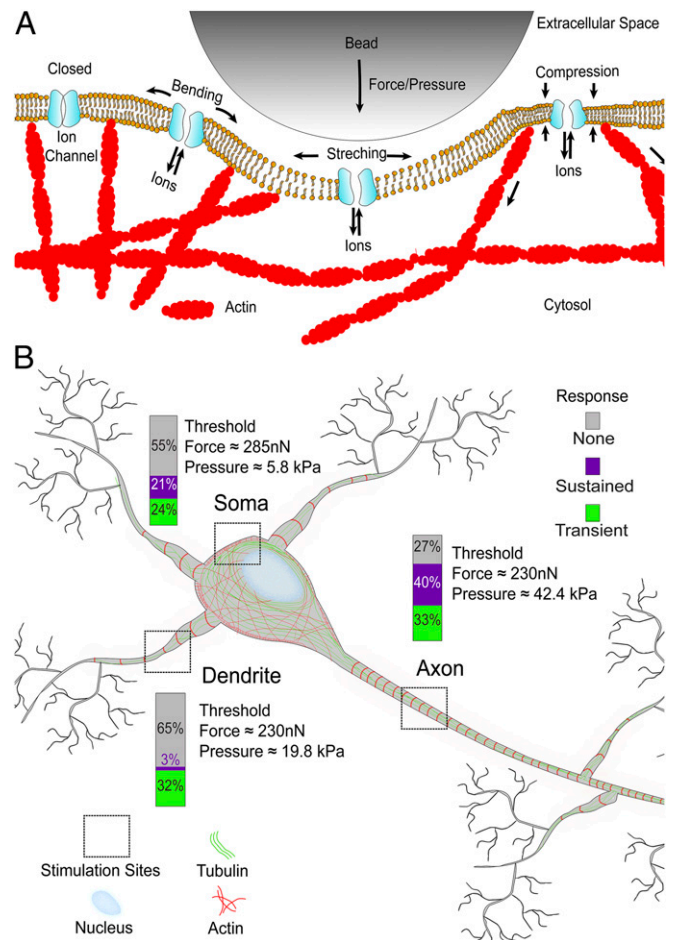 A
Extracellular Space
Bead
Force/Pressure
Closed
Bending
Compression
Ion
Channel
Streching
Ions
Ions
Ions
Actin
Cytosol
B
Response
None
Sustained
Transient
55%
21%
24%
Threshold
Force ≈ 285nN
Pressure ≈ 5.8 kPa
Soma
27%
40%
33%
Threshold
Force ≈ 230nN
Pressure ≈ 42.4 kPa
Dendrite
Axon
65%
3%
32%
Threshold
Force ≈ 230nN
Pressure ≈ 19.8 kPa
Stimulation Sites
Tubulin
Nucleus
Actin